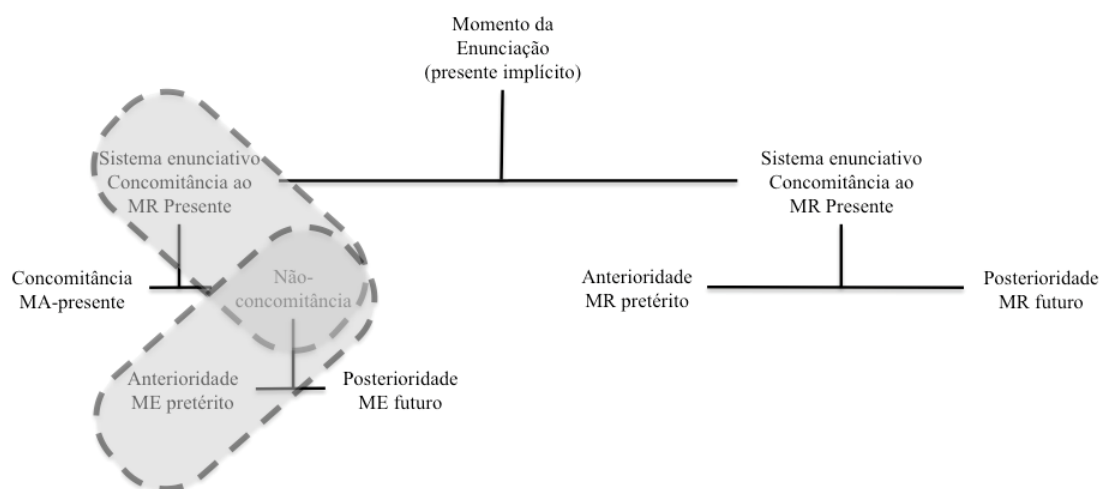 Momento da
Enunciação
(presente implícito)
Sistema enunciativo
Concomitância ao
MR Presente
Sistema enunciativo
Concomitância ao
MR Presente
Concomitância
MA-presente
Não-
concomitância
Anterioridade
MR pretérito
Posterioridade
MR futuro
Anterioridade
ME pretérito
Posterioridade
ME futuro